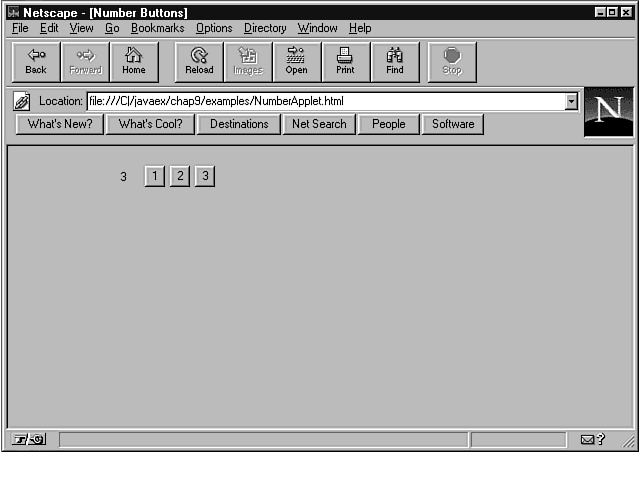 Netscape - [Number Buttons]
File Edit View Go Bookmarks Options Directory Window Help
Back Forward Home Reload Images Open Print Find Stop
Location: file:///C|/javaex/chap9/examples/NumberApplet.html
N
What's New? What's Cool? Destinations Net Search People Software
3 1 2 3
?